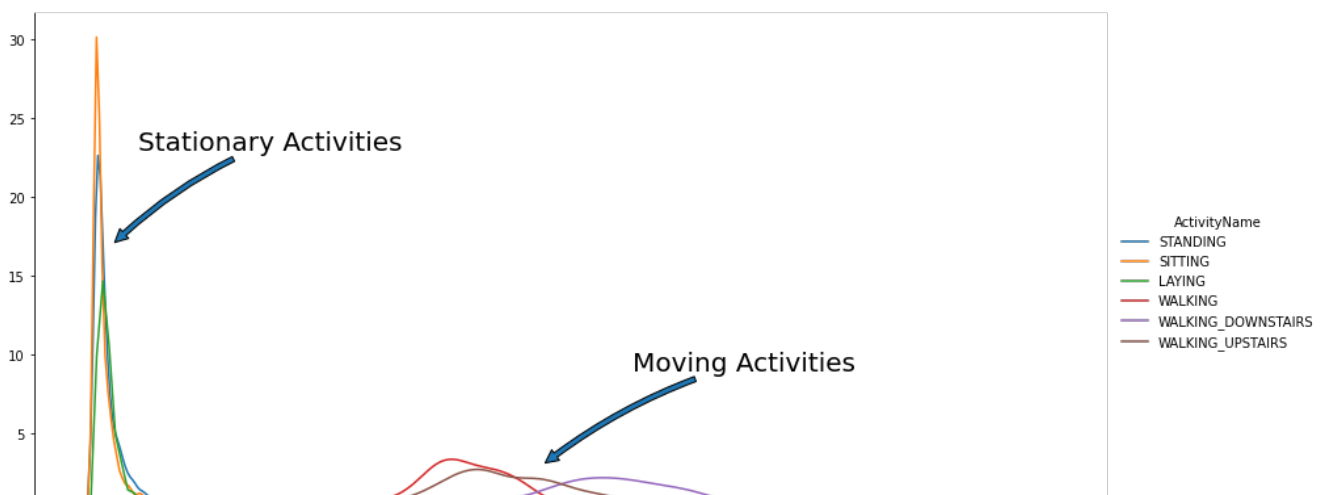 30
25
20
15
10
5
Stationary Activities
Moving Activities
ActivityName
STANDING
SITTING
LAYING
WALKING
WALKING_DOWNSTAIRS
WALKING_UPSTAIRS